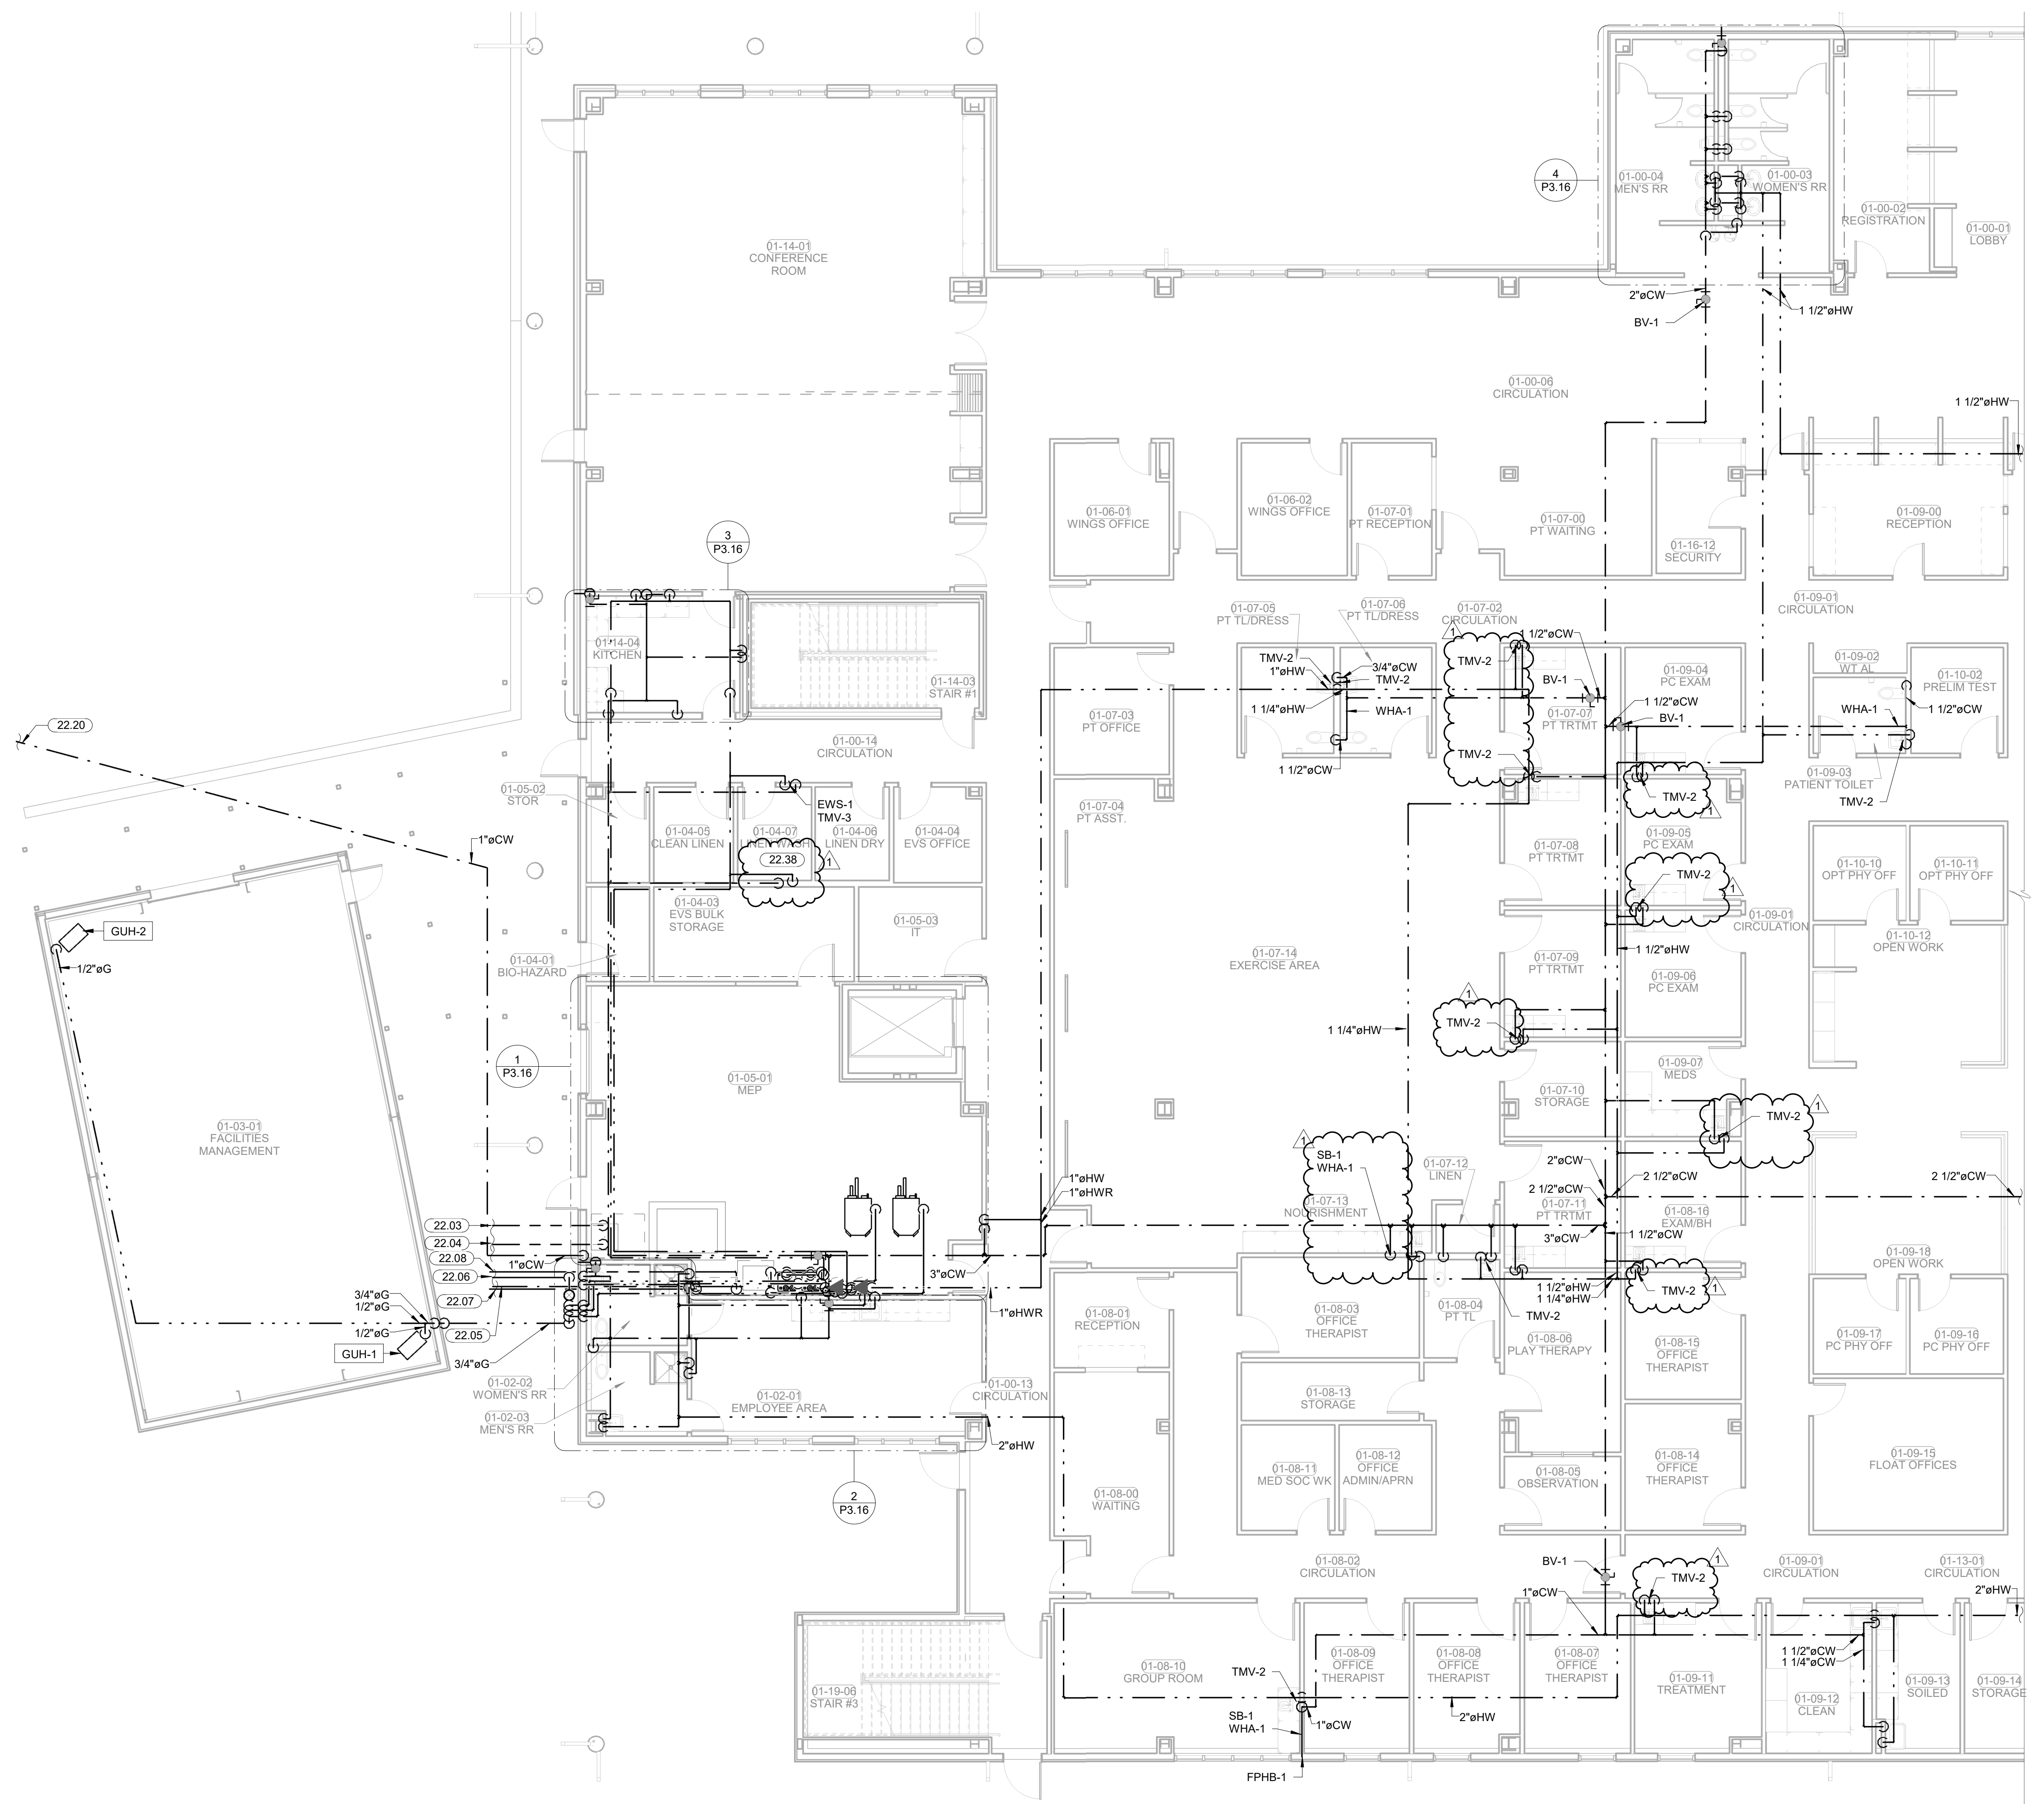 4
P3.16
01-00-04
MEN'S RR
01-00-03
WOMEN'S RR
01-00-02
REGISTRATION
01-00-01
LOBBY
01-14-01
CONFERENCE
ROOM
2"øCW
BV-1
1 1/2"øHW
01-00-06
CIRCULATION
1 1/2"øHW
01-06-01
WINGS OFFICE
01-06-02
WINGS OFFICE
01-07-01
PT RECEPTION
01-07-00
PT WAITING
01-16-12
SECURITY
01-09-00
RECEPTION
3
P3.16
01-14-04
KITCHEN
01-14-03
STAIR #1
01-07-05
PT TL/DRESS
01-07-06
PT TL/DRESS
01-07-02
CIRCULATION
01-09-01
CIRCULATION
1
1/2"øCW
TMV-2
1"øHW
3/4"øCW
TMV-2
TMV-2
1 1/4"øHW
WHA-1
1 1/2"øCW
BV-1
01-07-07
PT TRTMT
TMV-2
01-09-04
PC EXAM
1 1/2"øCW
BV-1
01-09-02
WT AL
01-10-02
PRELIM TEST
WHA-1
1 1/2"øCW
01-09-03
PATIENT TOILET
TMV-2
TMV-2
1
22.20
01-07-03
PT OFFICE
01-00-14
CIRCULATION
01-05-02
STOR
EWS-1
TMV-3
01-04-05
CLEAN LINEN
01-04-07
LINEN WASH
01-04-06
LINEN DRY
01-04-04
EVS OFFICE
22.38
1
1"øCW
01-07-04
PT ASST.
01-07-08
PT TRTMT
01-09-05
PC EXAM
TMV-2
1
01-10-10
OPT PHY OFF
01-10-11
OPT PHY OFF
01-04-03
EVS BULK
STORAGE
01-05-03
IT
01-04-01
BIO-HAZARD
GUH-2
1/2"øG
01-07-14
EXERCISE AREA
01-07-09
PT TRTMT
1 1/2"øHW
01-09-06
PC EXAM
01-09-01
CIRCULATION
01-10-12
OPEN WORK
1
TMV-2
1 1/4"øHW
1
P3.16
01-05-01
MEP
01-07-10
STORAGE
01-09-07
MEDS
TMV-2
1
01-03-01
FACILITIES
MANAGEMENT
1
SB-1
WHA-1
01-07-12
LINEN
01-07-13
NOURISHMENT
1"øHW
1"øHWR
2"øCW
2 1/2"øCW
2 1/2"øCW
2 1/2"øCW
01-07-11
PT TRTMT
01-08-16
EXAM/BH
3"øCW
1 1/2"øCW
22.03
22.04
22.08
22.06
22.07
22.05
1"øCW
3"øCW
1"øHWR
01-09-18
OPEN WORK
1 1/2"øHW
1 1/4"øHW
TMV-2
1
TMV-2
3/4"øG
1/2"øG
1/2"øG
GUH-1
3/4"øG
01-08-01
RECEPTION
01-08-03
OFFICE
THERAPIST
01-08-04
PT TL
01-08-06
PLAY THERAPY
01-08-15
OFFICE
THERAPIST
01-09-17
PC PHY OFF
01-09-16
PC PHY OFF
01-02-02
WOMEN'S RR
01-02-03
MEN'S RR
01-02-01
EMPLOYEE AREA
01-00-13
CIRCULATION
2"øHW
01-08-13
STORAGE
01-08-11
MED SOC WK
01-08-12
OFFICE
ADMIN/APRN
01-08-05
OBSERVATION
01-08-14
OFFICE
THERAPIST
01-09-15
FLOAT OFFICES
2
P3.16
01-08-00
WAITING
01-08-02
CIRCULATION
BV-1
1"øCW
TMV-2
1
01-09-01
CIRCULATION
01-13-01
CIRCULATION
2"øHW
01-19-06
STAIR #3
01-08-10
GROUP ROOM
TMV-2
01-08-09
OFFICE
THERAPIST
01-08-08
OFFICE
THERAPIST
01-08-07
OFFICE
THERAPIST
01-09-11
TREATMENT
1 1/2"øCW
1 1/4"øCW
01-09-12
CLEAN
01-09-13
SOILED
01-09-14
STORAGE
SB-1
WHA-1
1"øCW
2"øHW
FPHB-1